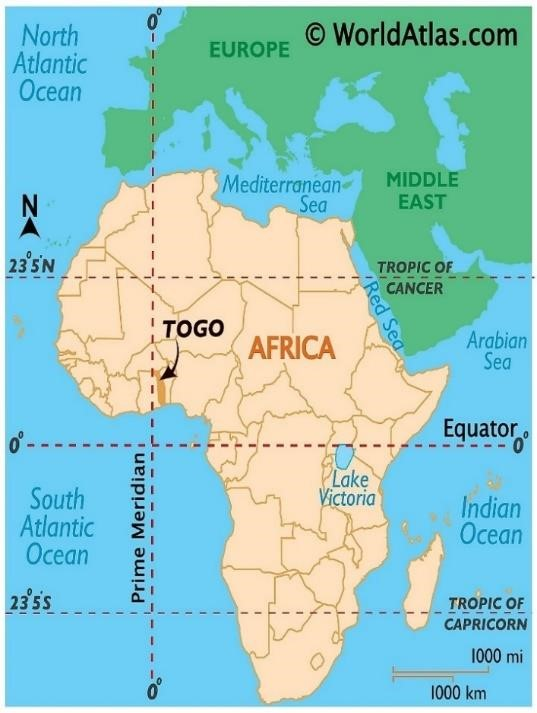 0°
© WorldAtlas.com
North
Atlantic
Ocean
EUROPE
Mediterranean
Sea
MIDDLE
EAST
N
23°5N
TROPIC OF
CANCER
Red Sea
TOGO
AFRICA
Arabian
Sea
Equator
0°
0°
Prime Meridian
Lake
Victoria
South
Atlantic
Ocean
Indian
Ocean
23°5S
TROPIC OF
CAPRICORN
1000 mi
1000 km
0°